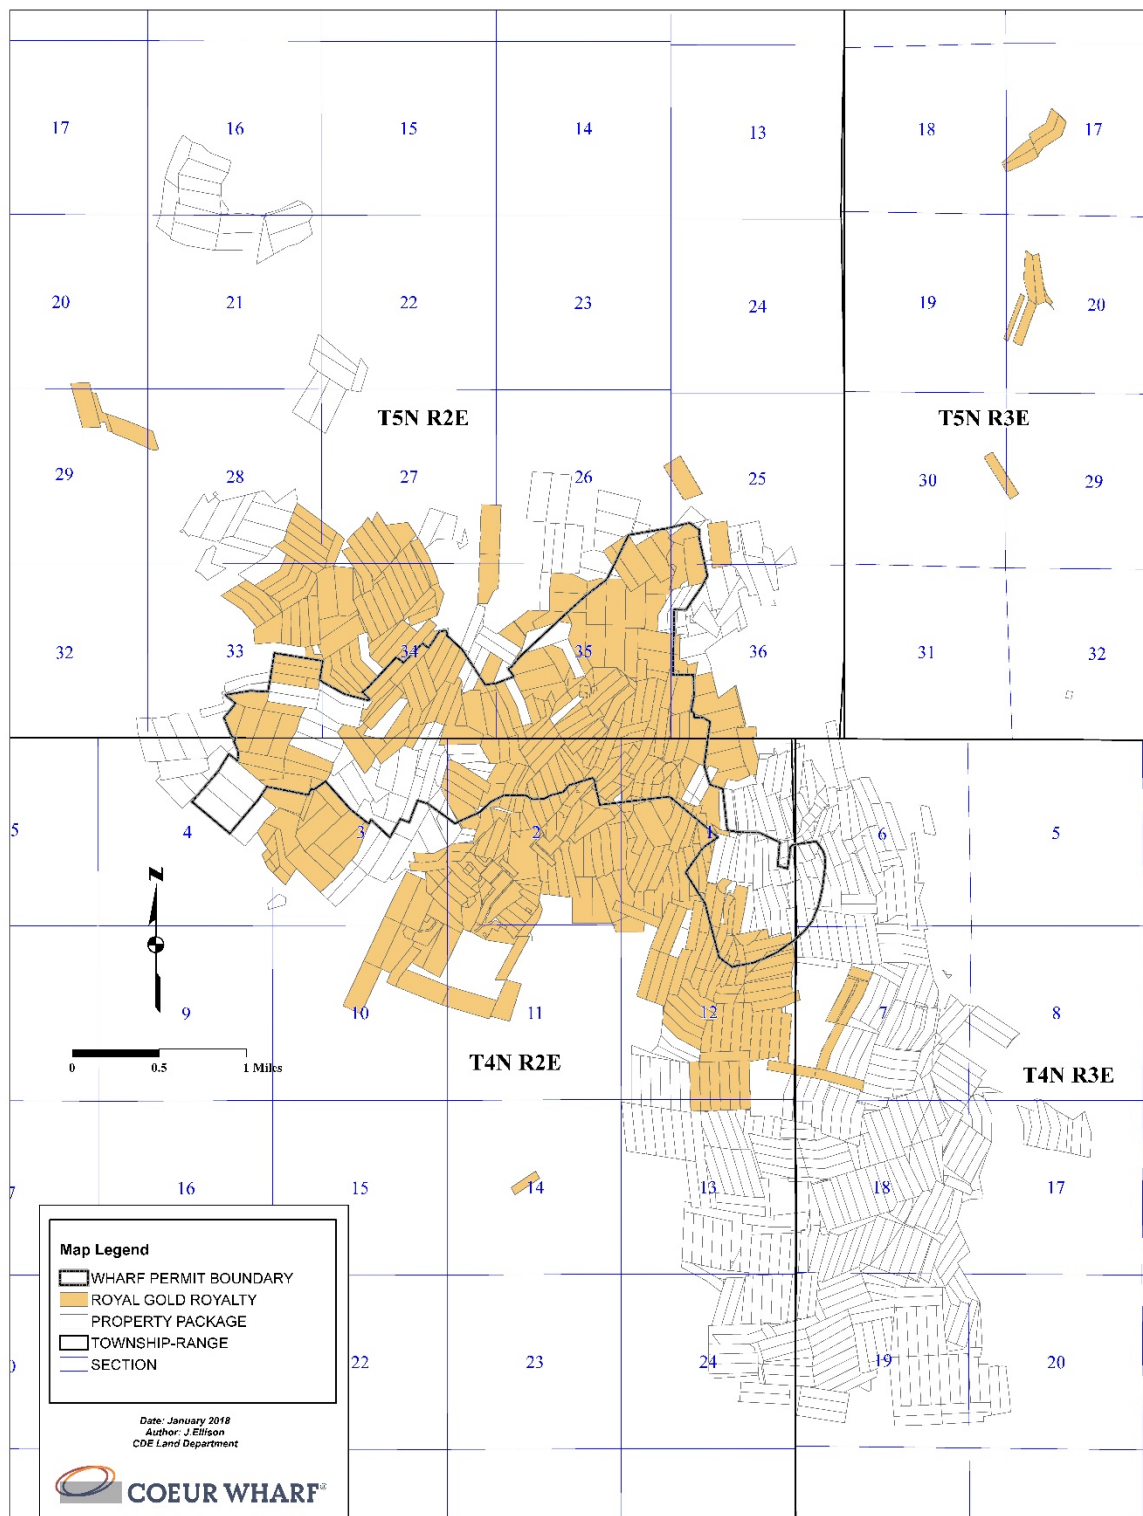 17 16 15 14 13 18 17
20 21 22 23 24 19 20
T5N R2E T5N R3E
29 28 27 26 25 30 29
32 33 34 35 36 31 32
5 4 3 2 1 6 5
N
9 10 11 12 7 8
0 0.5 1 Miles
T4N R2E T4N R3E
7 16 15 14 13 18 17
22 23 24 19 20
Map Legend
WHARF PERMIT BOUNDARY
ROYAL GOLD ROYALTY
PROPERTY PACKAGE
TOWNSHIP-RANGE
SECTION
Date: January 2018
Author: J.Ellison
CDE Land Department
COEUR WHARF®